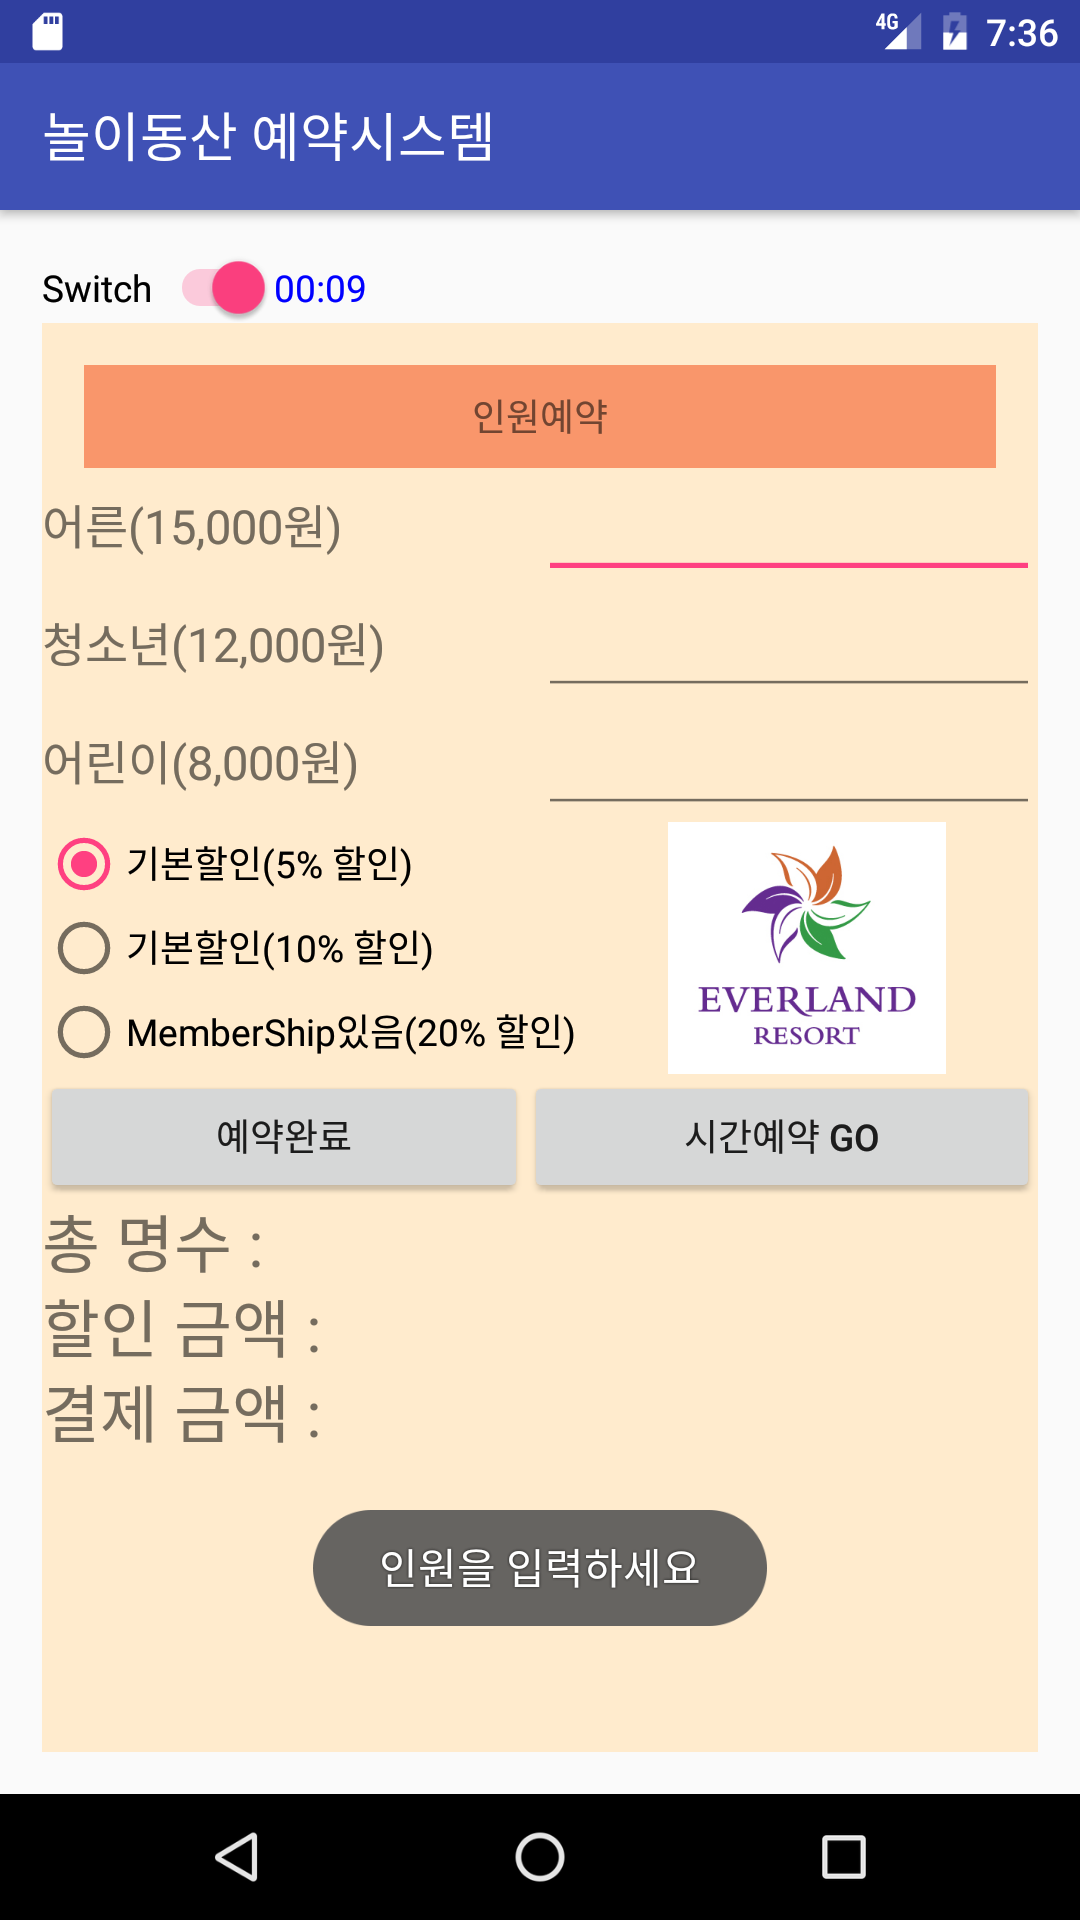 4G 7:36
놀이동산 예약시스템
Switch 00:09
인원예약
어른(15,000원)
청소년(12,000원)
어린이(8,000원)
기본할인(5% 할인)
기본할인(10% 할인)
MemberShip있음(20% 할인)
EVERLAND
RESORT
예약완료 시간예약 GO
총 명수 :
할인 금액 :
결제 금액 :
인원을 입력하세요